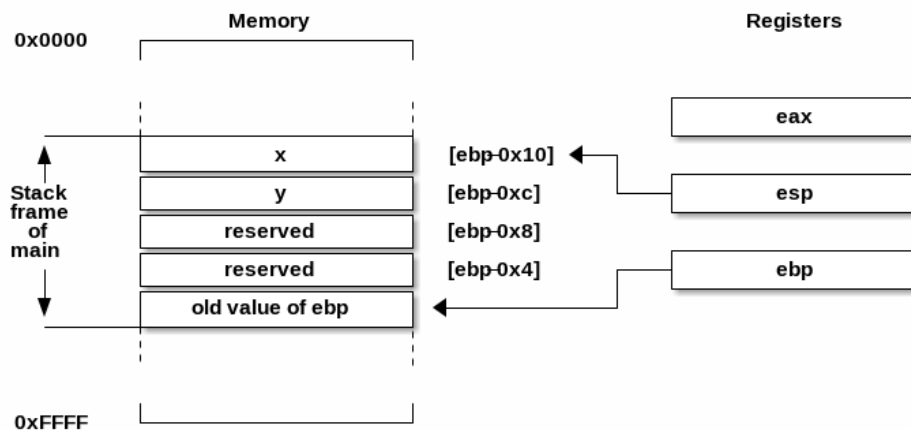 Memory
Registers
0x0000
eax
x
[ebp-0x10]
Stack
frame
of
main
y
[ebp-0xc]
esp
reserved
[ebp-0x8]
reserved
[ebp-0x4]
ebp
old value of ebp
0xFFFF